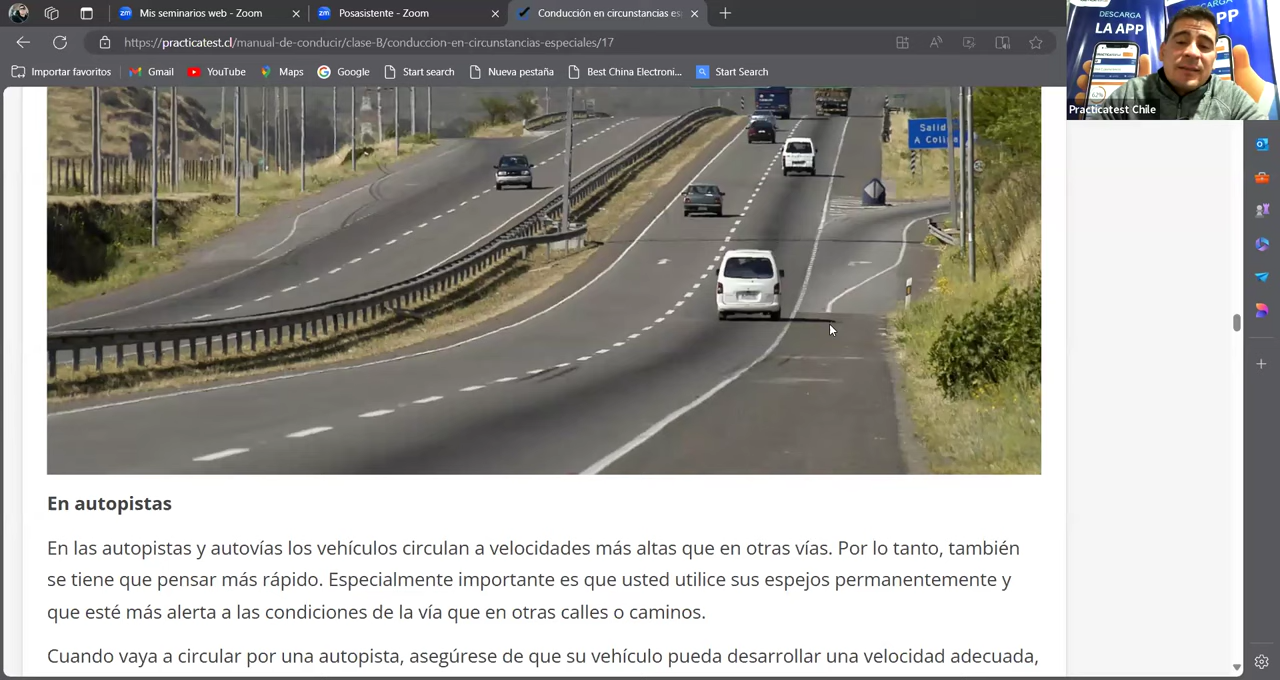 Mis seminarios web - Zoom
Posasistente - Zoom
Conducción en circunstancias es
https://practicatest.cl/manual-de-conducir/clase-B/conduccion-en-circunstancias-especiales/17
Importar favoritos
Gmail
YouTube
Maps
Google
Start search
Nueva pestaña
Best China Electroni...
Start Search
DESCARGA
LA APP
Practicatest Chile
Salid
A Colin
En autopistas
En las autopistas y autovías los vehículos circulan a velocidades más altas que en otras vías. Por lo tanto, también
se tiene que pensar más rápido. Especialmente importante es que usted utilice sus espejos permanentemente y
que esté más alerta a las condiciones de la vía que en otras calles o caminos.
Cuando vaya a circular por una autopista, asegúrese de que su vehículo pueda desarrollar una velocidad adecuada,